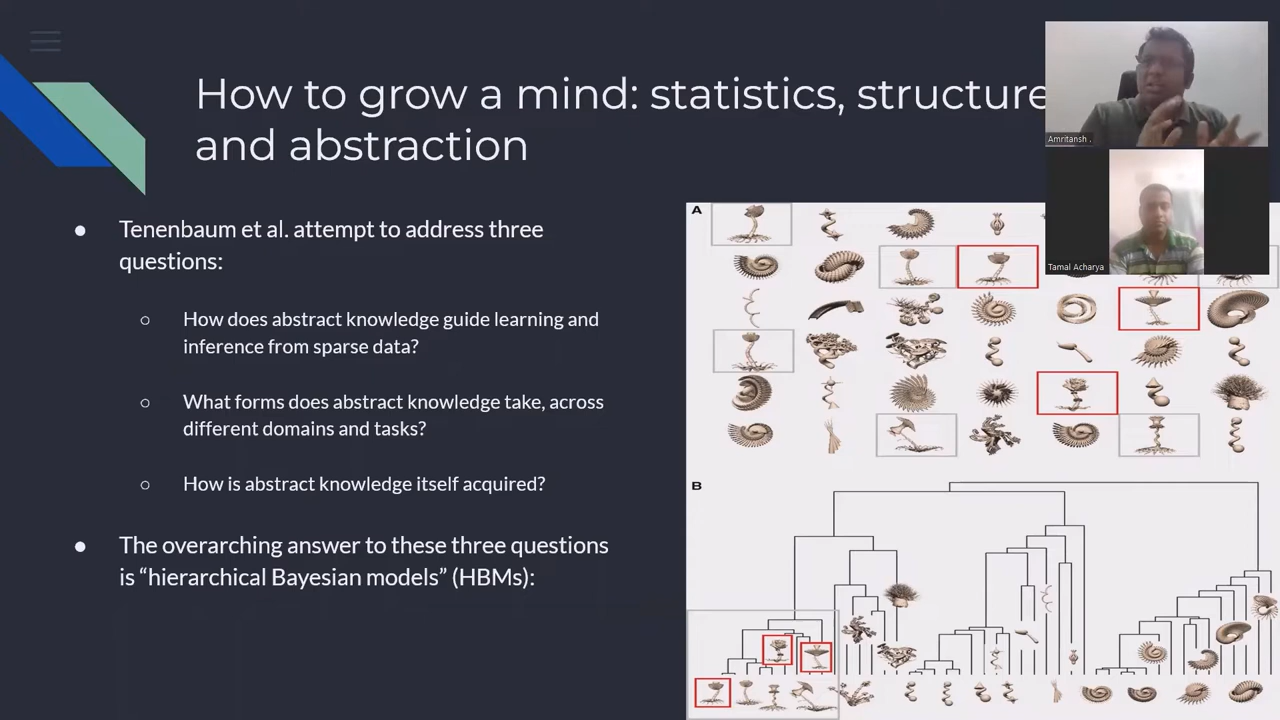 How to grow a mind: statistics, structure
and abstraction
● Tenenbaum et al. attempt to address three
questions:
○ How does abstract knowledge guide learning and
inference from sparse data?
○ What forms does abstract knowledge take, across
different domains and tasks?
○ How is abstract knowledge itself acquired?
● The overarching answer to these three questions
is “hierarchical Bayesian models” (HBMs):
A
B
Amritansh .
Tamal Acharya